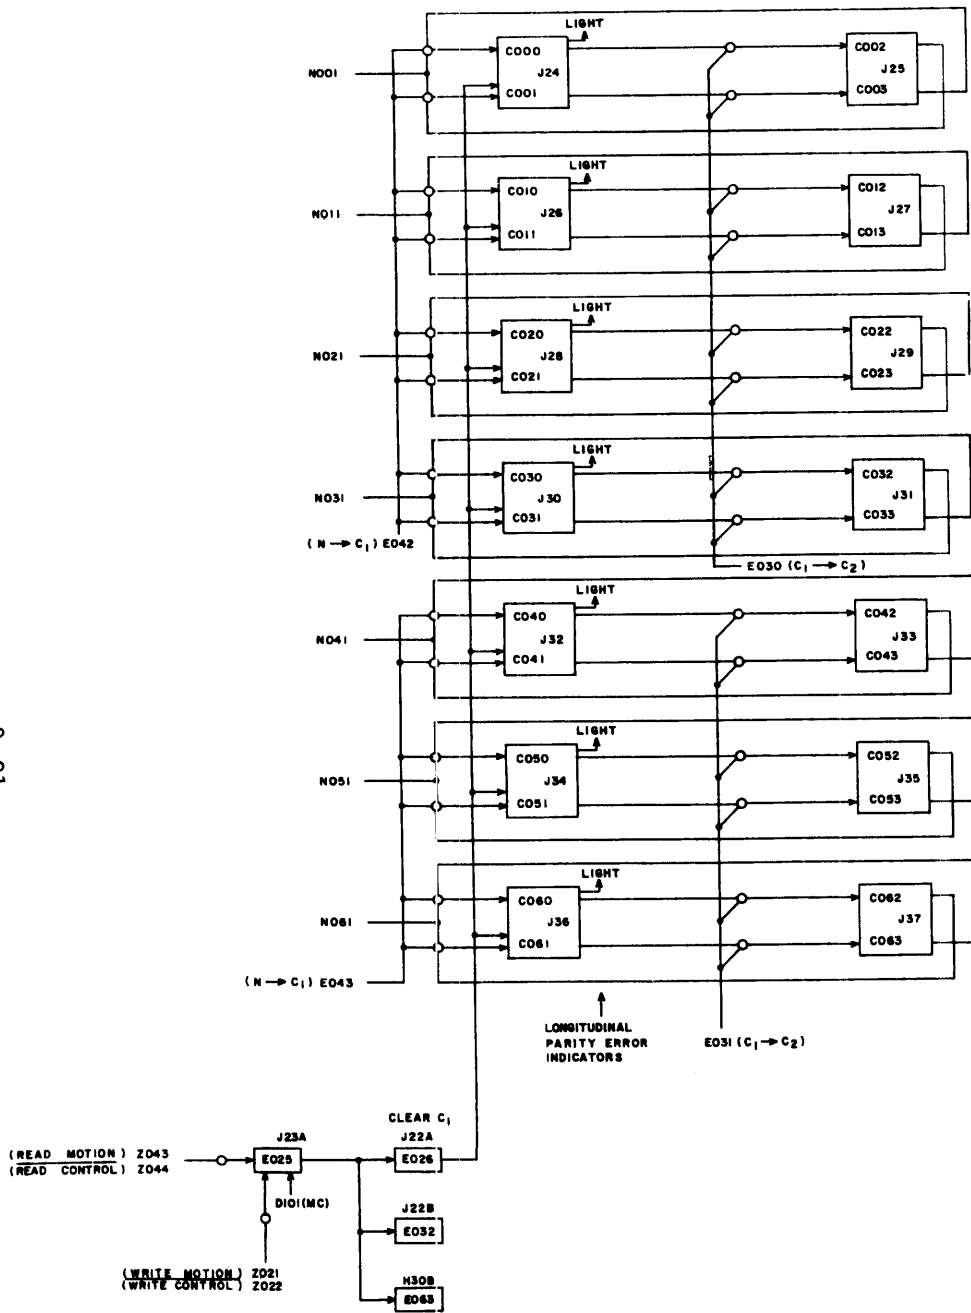 LIGHT
N001
C000
J24
C001
C002
J25
C003
LIGHT
N011
C010
J26
C011
C012
J27
C013
LIGHT
N021
C020
J28
C021
C022
J29
C023
LIGHT
N031
C030
J30
C031
C032
J31
C033
(N → C₁) E042
E030 (C₁ → C₂)
LIGHT
N041
C040
J32
C041
C042
J33
C043
LIGHT
N051
C050
J34
C051
C052
J35
C053
LIGHT
N061
C060
J36
C061
C062
J37
C063
(N → C₁) E043
LONGITUDINAL
PARITY ERROR
INDICATORS
E031 (C₁ → C₂)
CLEAR C₁
J23A
J22A
(READ MOTION) Z043
(READ CONTROL) Z044
E025
E026
D101(MC)
J22B
E032
(WRITE MOTION) Z021
(WRITE CONTROL) Z022
H30B
E063